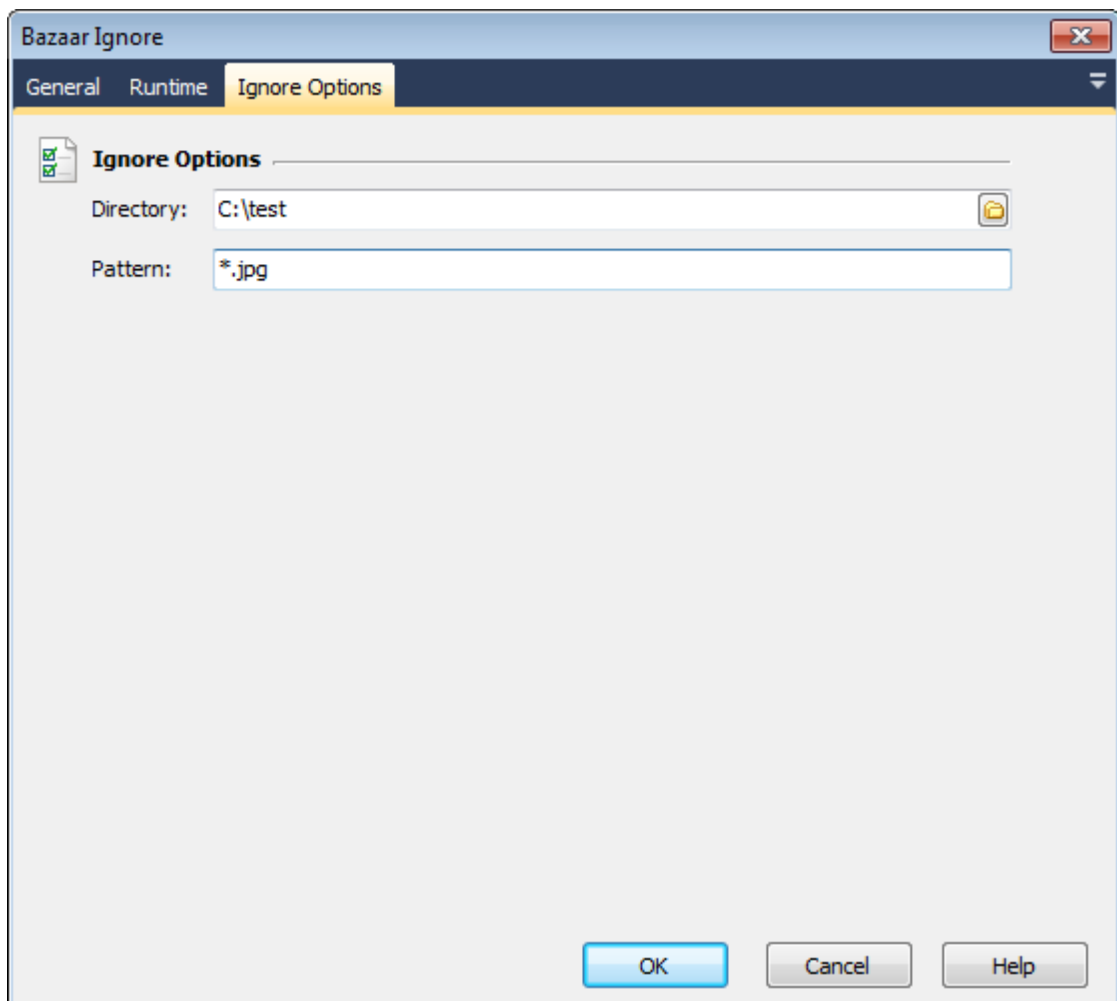 Bazaar Ignore
General Runtime Ignore Options
Ignore Options
Directory: C:\test
Pattern: *.jpg
OK Cancel Help